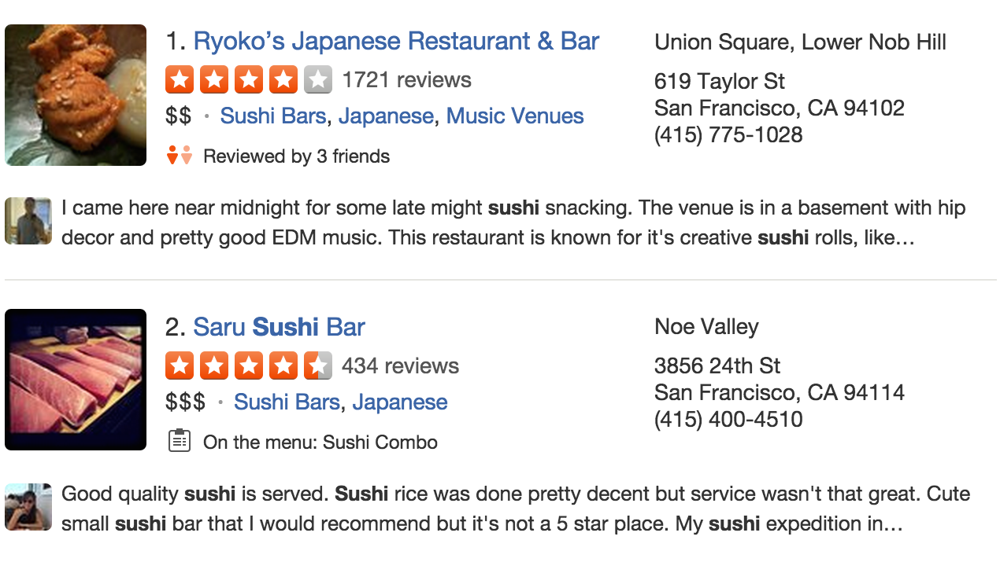 1. Ryoko’s Japanese Restaurant & Bar
1721 reviews
$$ · Sushi Bars, Japanese, Music Venues
Reviewed by 3 friends
Union Square, Lower Nob Hill
619 Taylor St
San Francisco, CA 94102
(415) 775-1028
I came here near midnight for some late might sushi snacking. The venue is in a basement with hip
decor and pretty good EDM music. This restaurant is known for it's creative sushi rolls, like…
2. Saru Sushi Bar
434 reviews
$$$ · Sushi Bars, Japanese
On the menu: Sushi Combo
Noe Valley
3856 24th St
San Francisco, CA 94114
(415) 400-4510
Good quality sushi is served. Sushi rice was done pretty decent but service wasn't that great. Cute
small sushi bar that I would recommend but it's not a 5 star place. My sushi expedition in…